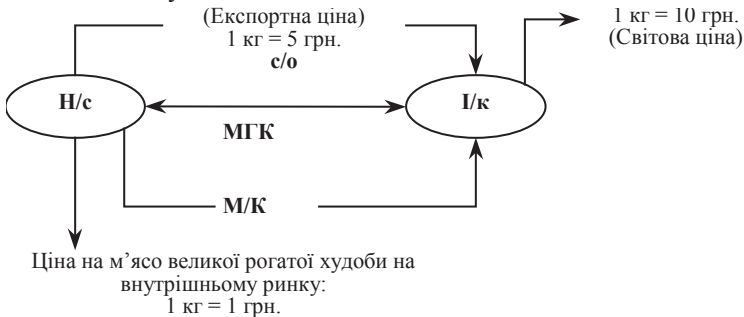 (Експортна ціна)
1 кг = 5 грн.
с/о
1 кг = 10 грн.
(Світова ціна)
Н/с
І/к
МГК
М/К
Ціна на м’ясо великої рогатої худоби на
внутрішньому ринку:
1 кг = 1 грн.